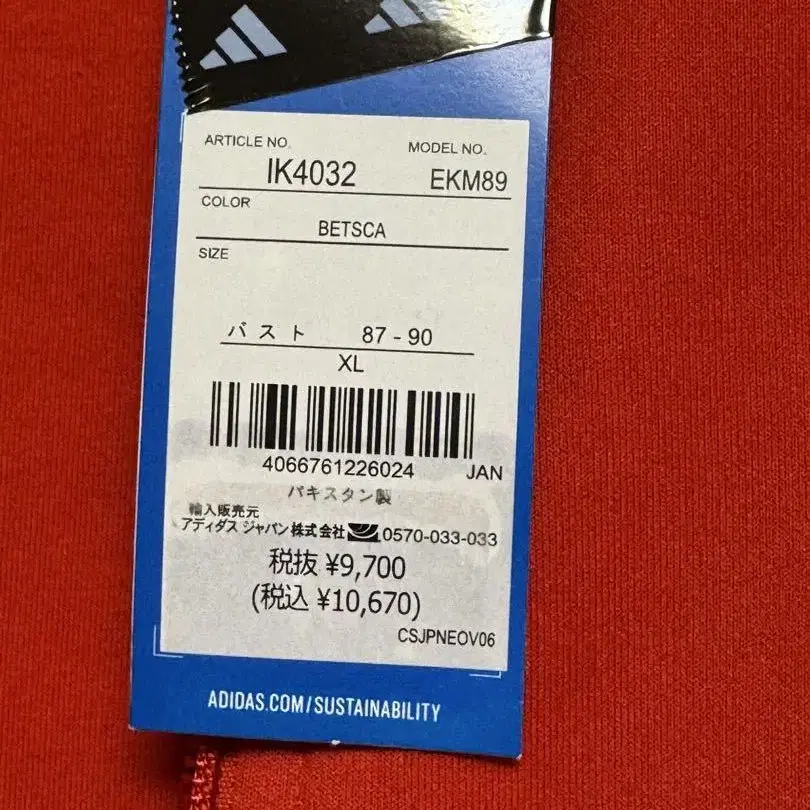 ARTICLE NO.
MODEL NO.
IK4032
EKM89
COLOR
BETSCA
SIZE
バスト 87 - 90
XL
4066761226024 JAN
パキスタン製
輸入販売元
アディダス ジャパン株式会社 0570-033-033
税抜 ¥9,700
(税込 ¥10,670)
CSJPNEOV06
ADIDAS.COM/SUSTAINABILITY